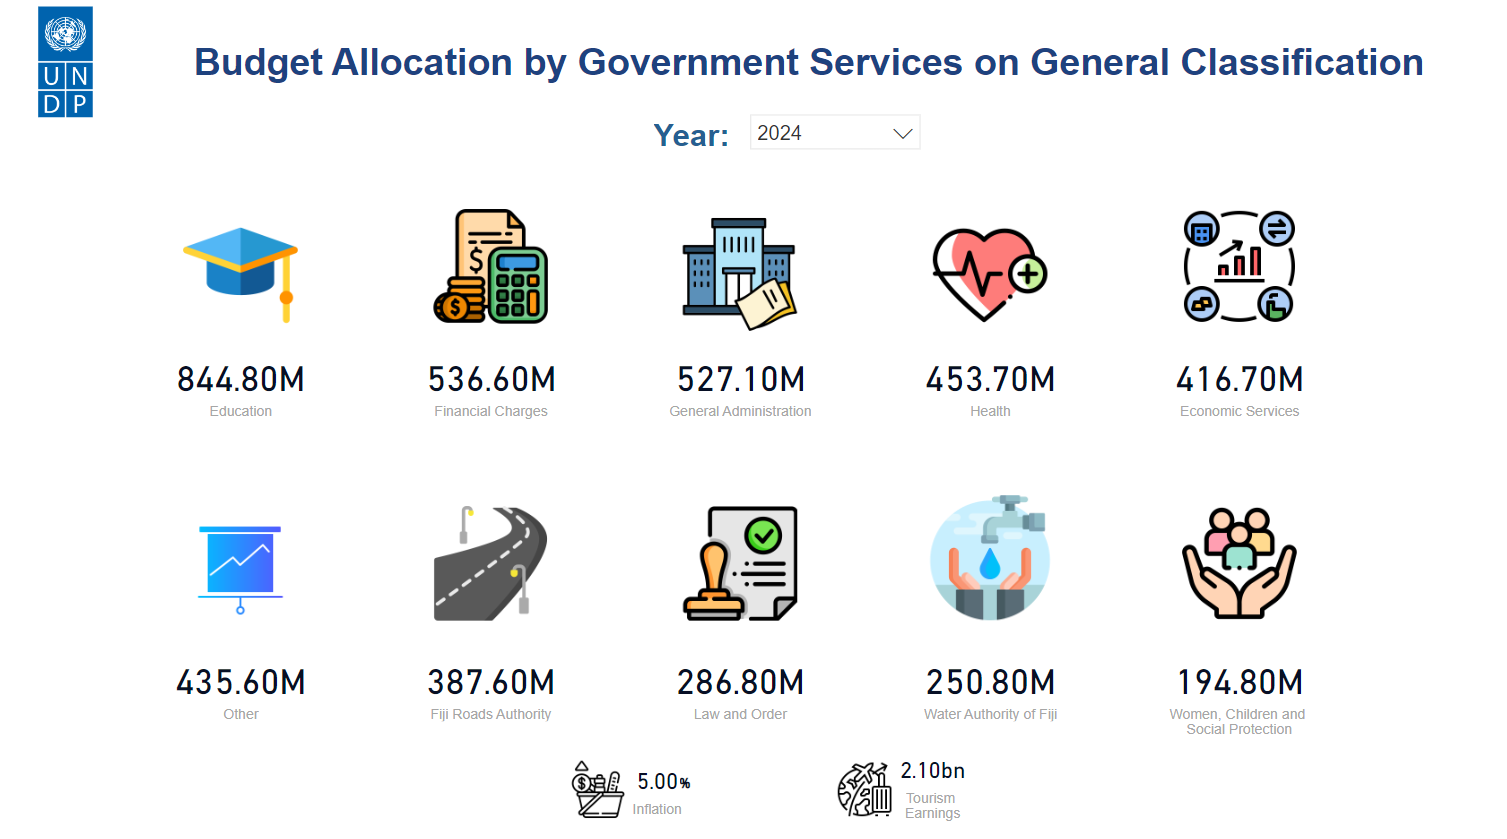 UN
DP
Budget Allocation by Government Services on General Classification
Year:
2024
844.80M
Education
536.60M
Financial Charges
527.10M
General Administration
453.70M
Health
416.70M
Economic Services
435.60M
Other
387.60M
Fiji Roads Authority
286.80M
Law and Order
250.80M
Water Authority of Fiji
194.80M
Women, Children and
Social Protection
5.00%
Inflation
2.10bn
Tourism
Earnings